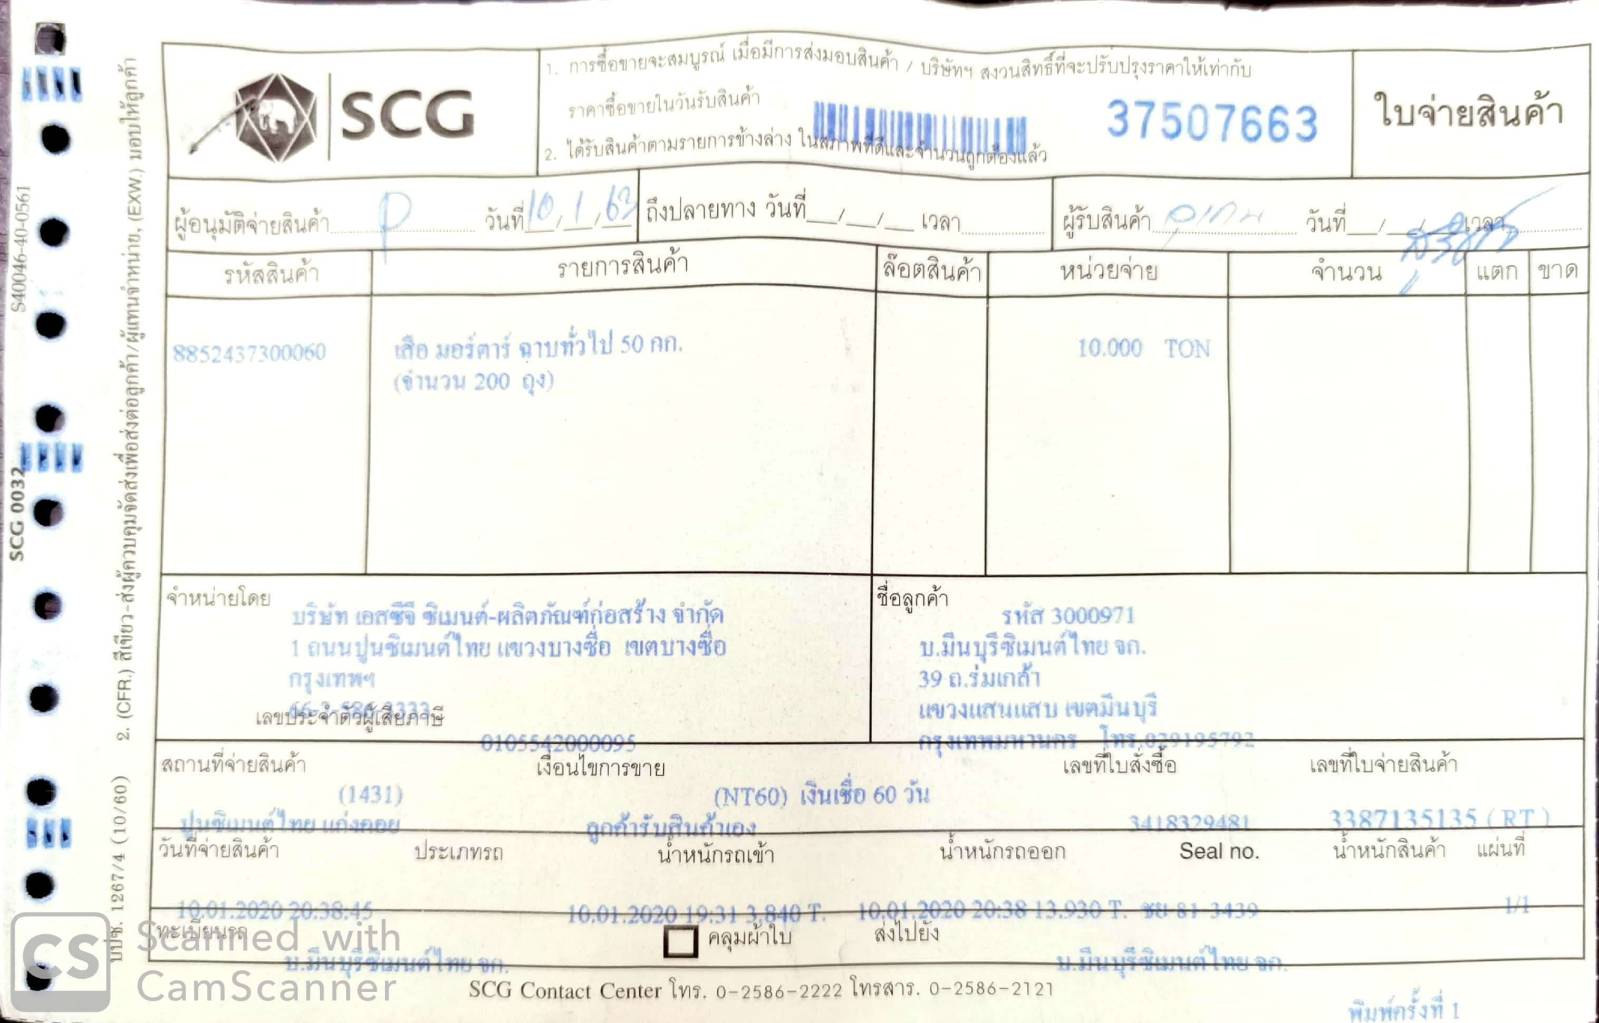 SCG
1. การซื้อขายจะสมบูรณ์ เมื่อมีการส่งมอบสินค้า / บริษัทฯ สงวนสิทธิ์ที่จะปรับปรุงราคาให้เท่ากับ
ราคาซื้อขายในวันรับสินค้า
2. ได้รับสินค้าตามรายการข้างล่าง ในสภาพที่ดีและจำนวนถูกต้องแล้ว
37507663
ใบจ่ายสินค้า
ผู้อนุมัติจ่ายสินค้า P วันที่ 10/1/63
ถึงปลายทาง วันที่ / / เวลา
ผู้รับสินค้า วันที่ / / เวลา
รหัสสินค้า รายการสินค้า ล๊อตสินค้า หน่วยจ่าย จำนวน แตก ขาด
8852437300060 เสือ มอร์ตาร์ ฉาบทั่วไป 50 กก. 10.000 TON
(จำนวน 200 ถุง)
จำหน่ายโดย
บริษัท เอสซีจี ซิเมนต์-ผลิตภัณฑ์ก่อสร้าง จำกัด
1 ถนนปูนซิเมนต์ไทย แขวงบางซื่อ เขตบางซื่อ
กรุงเทพฯ
เลขประจำตัวผู้เสียภาษี
0105542000095
ชื่อลูกค้า
รหัส 3000971
บ.มีนบุรีซิเมนต์ไทย จก.
39 ถ.ร่มเกล้า
แขวงแสนแสบ เขตมีนบุรี
กรุงเทพมหานคร โทร.029195792
สถานที่จ่ายสินค้า เงื่อนไขการขาย เลขที่ใบสั่งซื้อ เลขที่ใบจ่ายสินค้า
(1431) (NT60) เงินเชื่อ 60 วัน
ปูนซิเมนต์ไทย แก่งคอย ลูกค้ารับสินค้าเอง 3418329481 3387135135 (RT)
วันที่จ่ายสินค้า ประเภทรถ น้ำหนักรถเข้า น้ำหนักรถออก Seal no. น้ำหนักสินค้า แผ่นที่
10.01.2020 20:38:45 10.01.2020 19:31 3.840 T. 10.01.2020 20:38 13.930 T. ชย 81-3439 1/1
ทะเบียนรถ คลุมผ้าใบ ส่งไปยัง
บ.มีนบุรีซิเมนต์ไทย จก. บ.มีนบุรีซิเมนต์ไทย จก.
SCG Contact Center โทร. 0-2586-2222 โทรสาร. 0-2586-2121
พิมพ์ครั้งที่ 1
S40046-40-0561
SCG 0032
ปปช. 1267/4 (10/60) 2. (CFR.) สีเขียว-ส่งผู้ควบคุมจัดส่งเพื่อส่งต่อลูกค้า/ผู้แทนจำหน่าย, (EXW.) มอบให้ลูกค้า
CS Scanned with
CamScanner